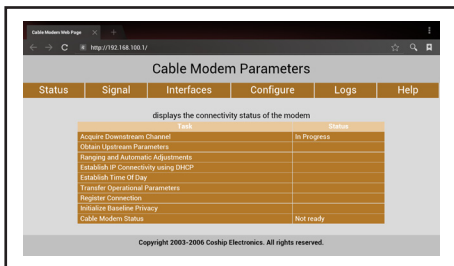 Cable Modem Web Page
http://192.168.100.1/
Cable Modem Parameters
Status Signal Interfaces Configure Logs Help
displays the connectivity status of the modem
Task Status
Acquire Downstream Channel In Progress
Obtain Upstream Parameters
Ranging and Automatic Adjustments
Establish IP Connectivity using DHCP
Establish Time Of Day
Transfer Operational Parameters
Register Connection
Initialize Baseline Privacy
Cable Modem Status Not ready
Copyright 2003-2006 Coship Electronics. All rights reserved.